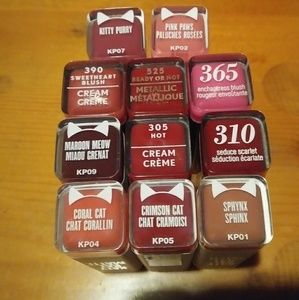 KITTY PURRY
KP07
PINK PAWS
PALUCHES ROSÉES
KP02
390
SWEETHEART
BLUSH
CREAM
CRÈME
525
READY OR HOT
METALLIC
MÉTALLIQUE
365
enchantress blush
rougeur envoûtante
MAROON MEOW
MIAOU GRENAT
KP09
305
HOT
CREAM
CRÈME
310
seduce scarlet
séduction écarlate
CORAL CAT
CHAT CORALLIN
KP04
CRIMSON CAT
CHAT CRAMOISI
KP05
SPHYNX
SPHINX
KP01